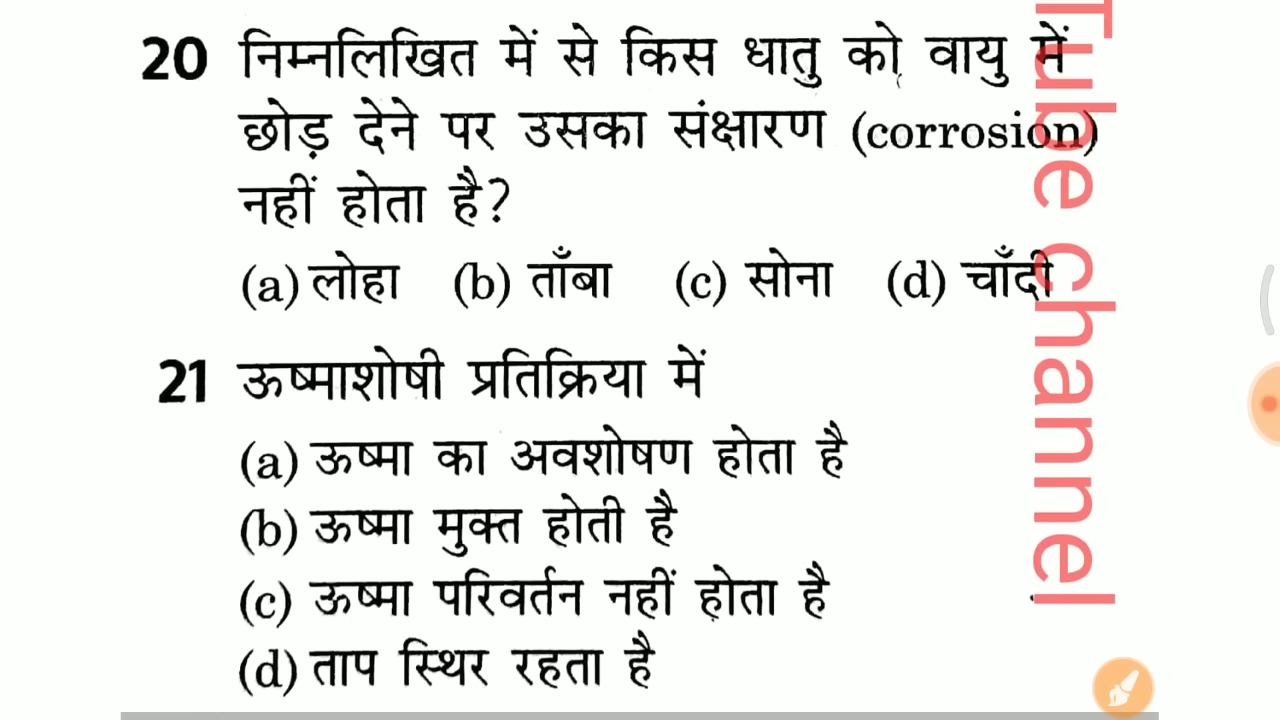 20 निम्नलिखित में से किस धातु को वायु में
छोड़ देने पर उसका संक्षारण (corrosion)
नहीं होता है?
(a) लोहा (b) ताँबा (c) सोना (d) चाँदी
21 ऊष्माशोषी प्रतिक्रिया में
(a) ऊष्मा का अवशोषण होता है
(b) ऊष्मा मुक्त होती है
(c) ऊष्मा परिवर्तन नहीं होता है
(d) ताप स्थिर रहता है
Tube channel